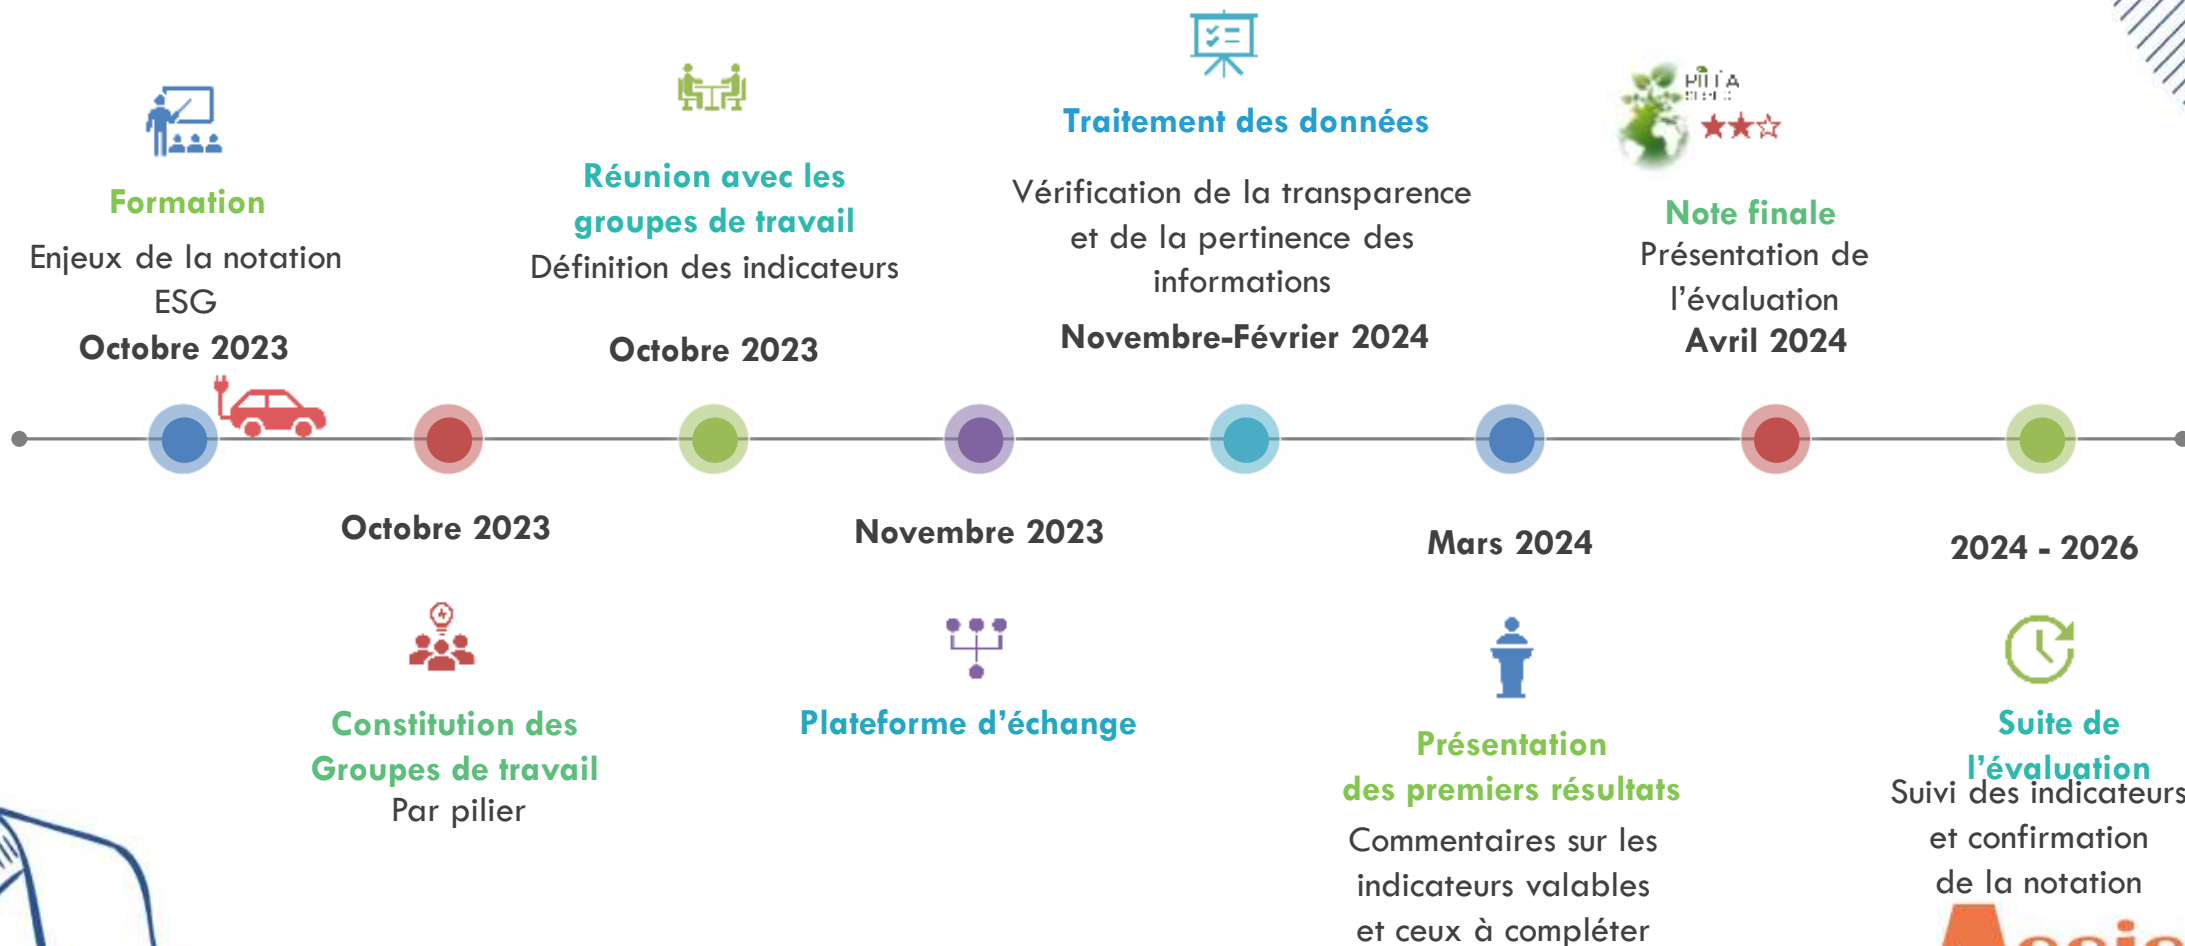 Formation
Enjeux de la notation
ESG
Octobre 2023
Octobre 2023
Constitution des
Groupes de travail
Par pilier
Réunion avec les
groupes de travail
Définition des indicateurs
Octobre 2023
Novembre 2023
Plateforme d’échange
Traitement des données
Vérification de la transparence
et de la pertinence des
informations
Novembre-Février 2024
Mars 2024
Présentation
des premiers résultats
Commentaires sur les
indicateurs valables
et ceux à compléter
Note finale
Présentation de
l’évaluation
Avril 2024
2024 - 2026
Suite de
l’évaluation
Suivi des indicateurs
et confirmation
de la notation